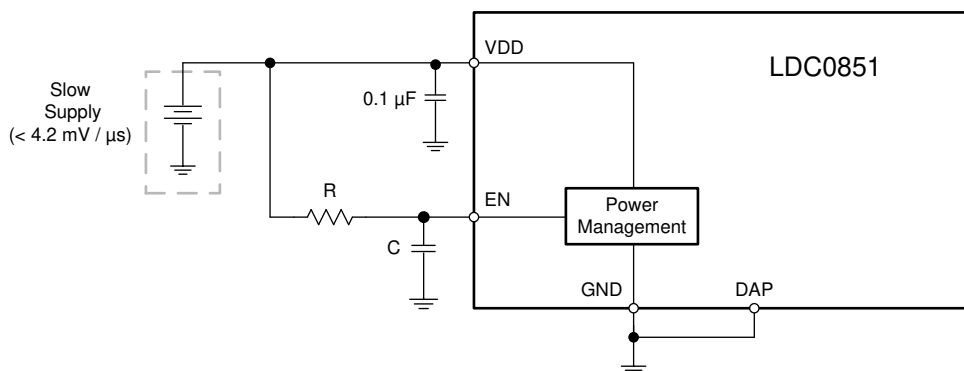 VDD
LDC0851
Slow
Supply
(< 4.2 mV / µs)
0.1 µF
R
EN
Power
Management
C
GND
DAP